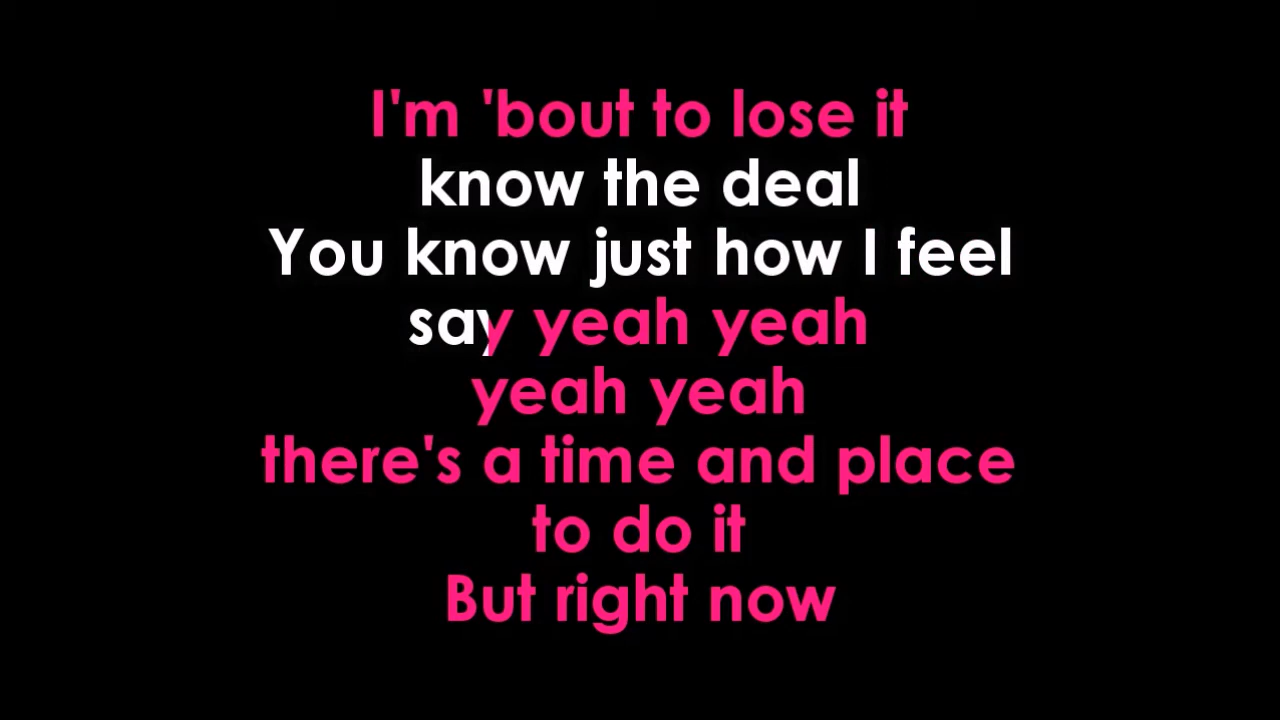 I'm 'bout to lose it
know the deal
You know just how I feel
say yeah yeah
yeah yeah
there's a time and place
to do it
But right now